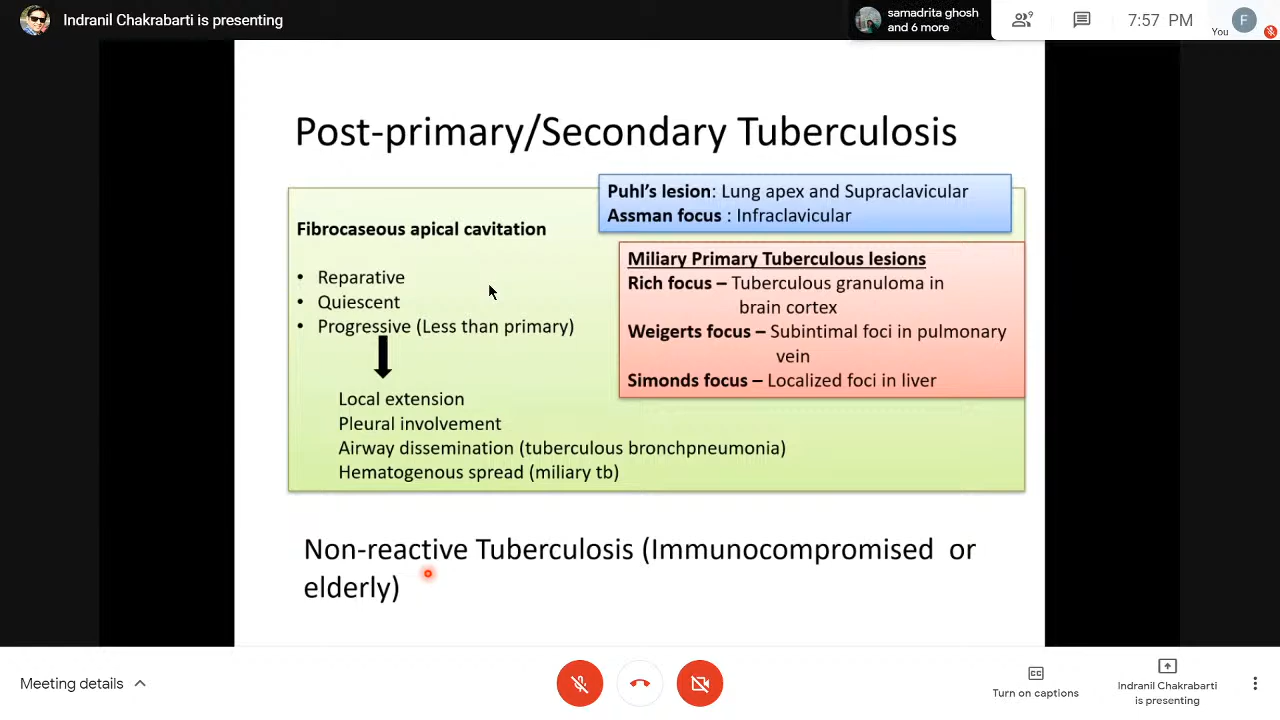 Indranil Chakrabarti is presenting
samadrita ghosh
and 6 more
9
7:57 PM
You
F
Post-primary/Secondary Tuberculosis
Puhl's lesion: Lung apex and Supraclavicular
Assman focus : Infraclavicular
Fibrocaseous apical cavitation
• Reparative
• Quiescent
• Progressive (Less than primary)
Local extension
Pleural involvement
Airway dissemination (tuberculous bronchpneumonia)
Hematogenous spread (miliary tb)
Miliary Primary Tuberculous lesions
Rich focus – Tuberculous granuloma in
brain cortex
Weigerts focus – Subintimal foci in pulmonary
vein
Simonds focus – Localized foci in liver
Non-reactive Tuberculosis (Immunocompromised or
elderly)
Meeting details
CC
Turn on captions
Indranil Chakrabarti
is presenting